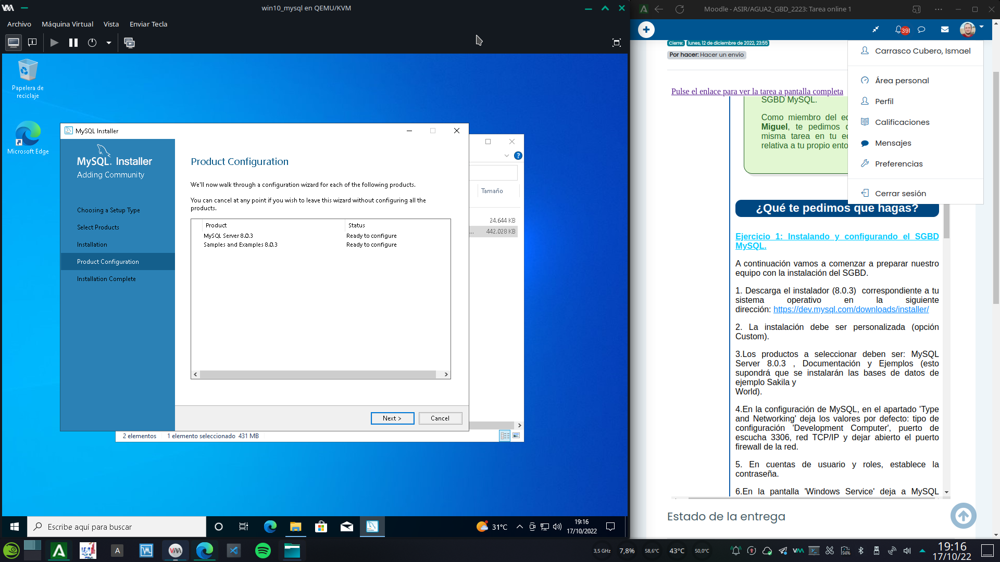 win10_mysql en QEMU/KVM
Archivo
Máquina Virtual
Vista
Enviar Tecla
Papelera de
reciclaje
Microsoft Edge
MySQL Installer
MySQL. Installer
Adding Community
Choosing a Setup Type
Select Products
Installation
Product Configuration
Installation Complete
Product Configuration
We'll now walk through a configuration wizard for each of the following products.
You can cancel at any point if you wish to leave this wizard without configuring all the
products.
Product
Status
MySQL Server 8.0.3
Ready to configure
Samples and Examples 8.0.3
Ready to configure
Next >
Cancel
Tamaño
24.644 KB
... 442.028 KB
2 elementos
1 elemento seleccionado 431 MB
Escribe aquí para buscar
31°C
19:16
17/10/2022
Moodle - ASIR/AGUA2_GBD_2223: Tarea online 1
391
Cierre: lunes, 12 de diciembre de 2022, 23:55
Por hacer: Hacer un envío
Pulse el enlace para ver la tarea a pantalla completa
SGBD MySQL.
Como miembro del
Miguel, te pedimos
misma tarea en tu
relativa a tu propio
Carrasco Cubero, Ismael
Área personal
Perfil
Calificaciones
Mensajes
Preferencias
Cerrar sesión
¿Qué te pedimos que hagas?
Ejercicio 1: Instalando y configurando el SGBD
MySQL.
A continuación vamos a comenzar a preparar nuestro
equipo con la instalación del SGBD.
1. Descarga el instalador (8.0.3) correspondiente a tu
sistema operativo en la siguiente
dirección: https://dev.mysql.com/downloads/installer/
2. La instalación debe ser personalizada (opción
Custom).
3.Los productos a seleccionar deben ser: MySQL
Server 8.0.3 , Documentación y Ejemplos (esto
supondrá que se instalarán las bases de datos de
ejemplo Sakila y
World).
4.En la configuración de MySQL, en el apartado 'Type
and Networking' deja los valores por defecto: tipo de
configuración 'Development Computer', puerto de
escucha 3306, red TCP/IP y dejar abierto el puerto
firewall de la red.
5. En cuentas de usuario y roles, establece la
contraseña.
6.En la pantalla 'Windows Service' deja a MySQL
Estado de la entrega
3,5 GHz
7,8%
58,6°C
43°C
50,0°C
94%
19:16
17/10/22